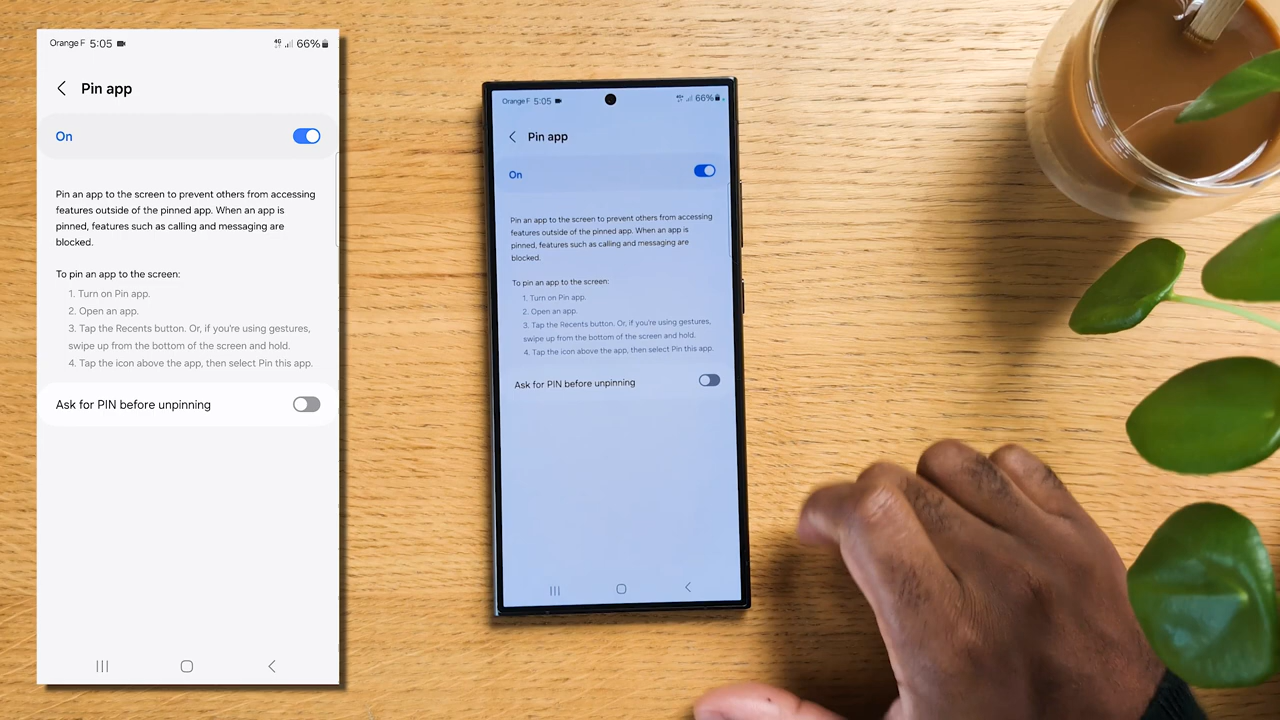 Orange F 5:05 4G 66%
Pin app
On
Pin an app to the screen to prevent others from accessing
features outside of the pinned app. When an app is
pinned, features such as calling and messaging are
blocked.
To pin an app to the screen:
1. Turn on Pin app.
2. Open an app.
3. Tap the Recents button. Or, if you're using gestures,
swipe up from the bottom of the screen and hold.
4. Tap the icon above the app, then select Pin this app.
Ask for PIN before unpinning
Orange F 5:05 66%
Pin app
On
Pin an app to the screen to prevent others from accessing
features outside of the pinned app. When an app is
pinned, features such as calling and messaging are
blocked.
To pin an app to the screen:
1. Turn on Pin app.
2. Open an app.
3. Tap the Recents button. Or, if you're using gestures,
swipe up from the bottom of the screen and hold.
4. Tap the icon above the app, then select Pin this app.
Ask for PIN before unpinning